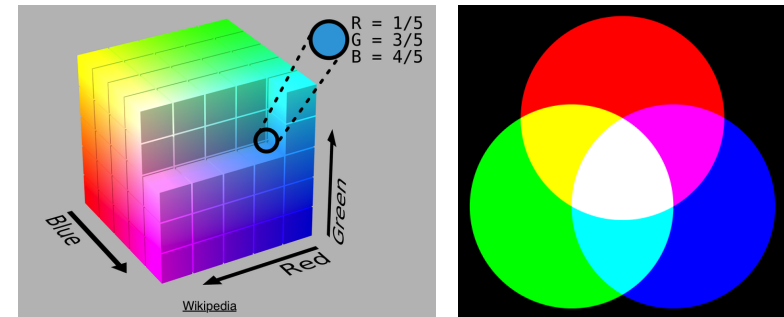 R = 1/5
G = 3/5
B = 4/5
Blue
Red
Green
Wikipedia